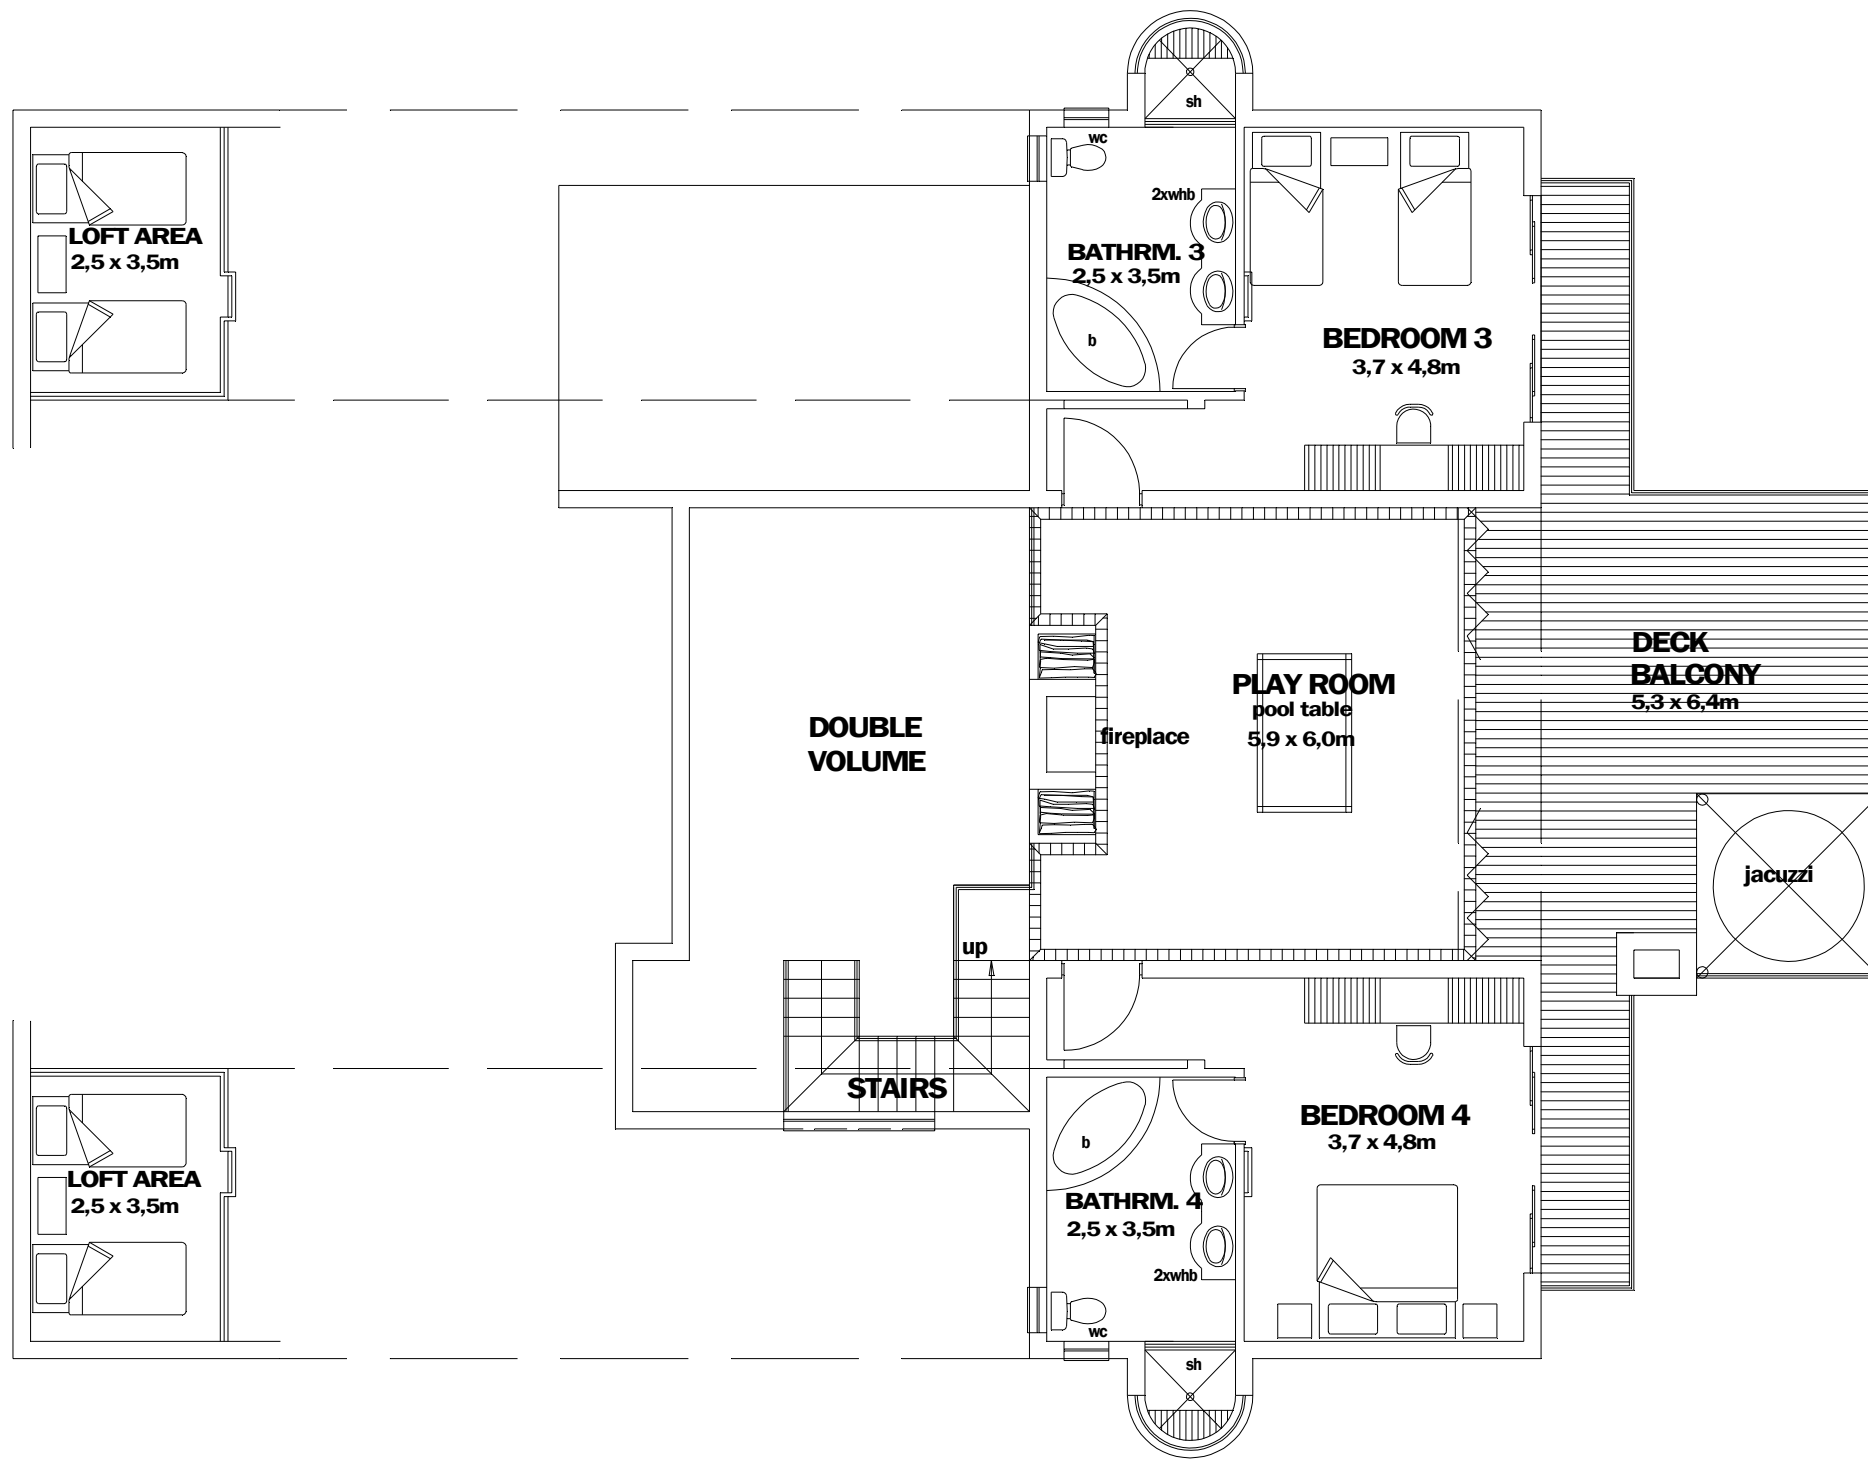 sh
wc
2xwhb
LOFT AREA
2,5 x 3,5m
BATHRM. 3
2,5 x 3,5m
b
BEDROOM 3
3,7 x 4,8m
DECK
BALCONY
5,3 x 6,4m
PLAY ROOM
pool table
5,9 x 6,0m
fireplace
DOUBLE
VOLUME
jacuzzi
up
STAIRS
BEDROOM 4
3,7 x 4,8m
b
LOFT AREA
2,5 x 3,5m
BATHRM. 4
2,5 x 3,5m
2xwhb
wc
sh